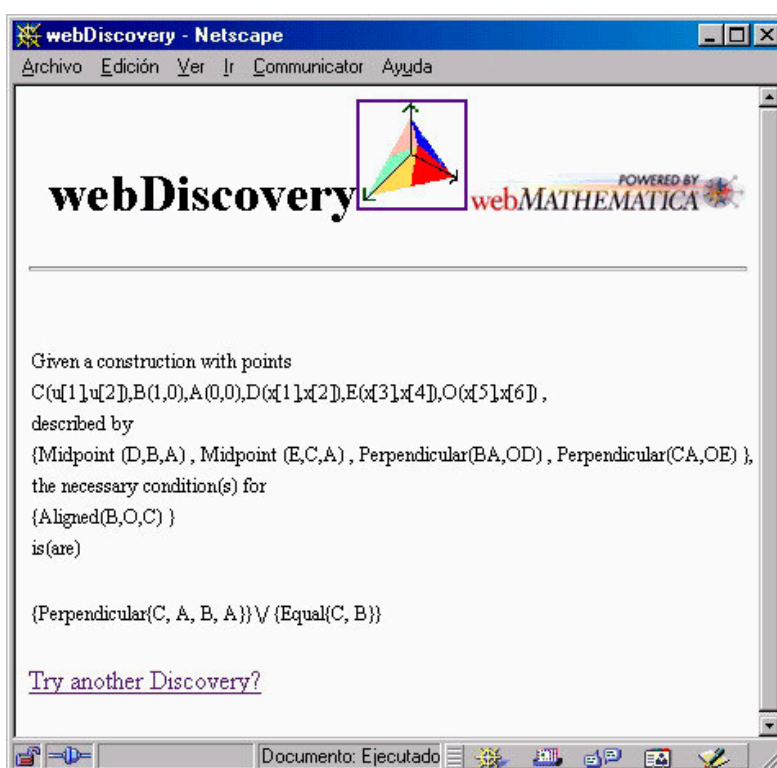 webDiscovery - Netscape
Archivo Edición Ver Ir Communicator Ayuda
webDiscovery
POWERED BY
webMATHEMATICA
Given a construction with points
C(u[1],u[2]),B(1,0),A(0,0),D(x[1],x[2]),E(x[3],x[4]),O(x[5],x[6]) ,
described by
{Midpoint (D,B,A) , Midpoint (E,C,A) , Perpendicular(BA,OD) , Perpendicular(CA,OE) },
the necessary condition(s) for
{Aligned(B,O,C) }
is(are)
{Perpendicular{C, A, B, A}} \/ {Equal{C, B}}
Try another Discovery?
Documento: Ejecutado